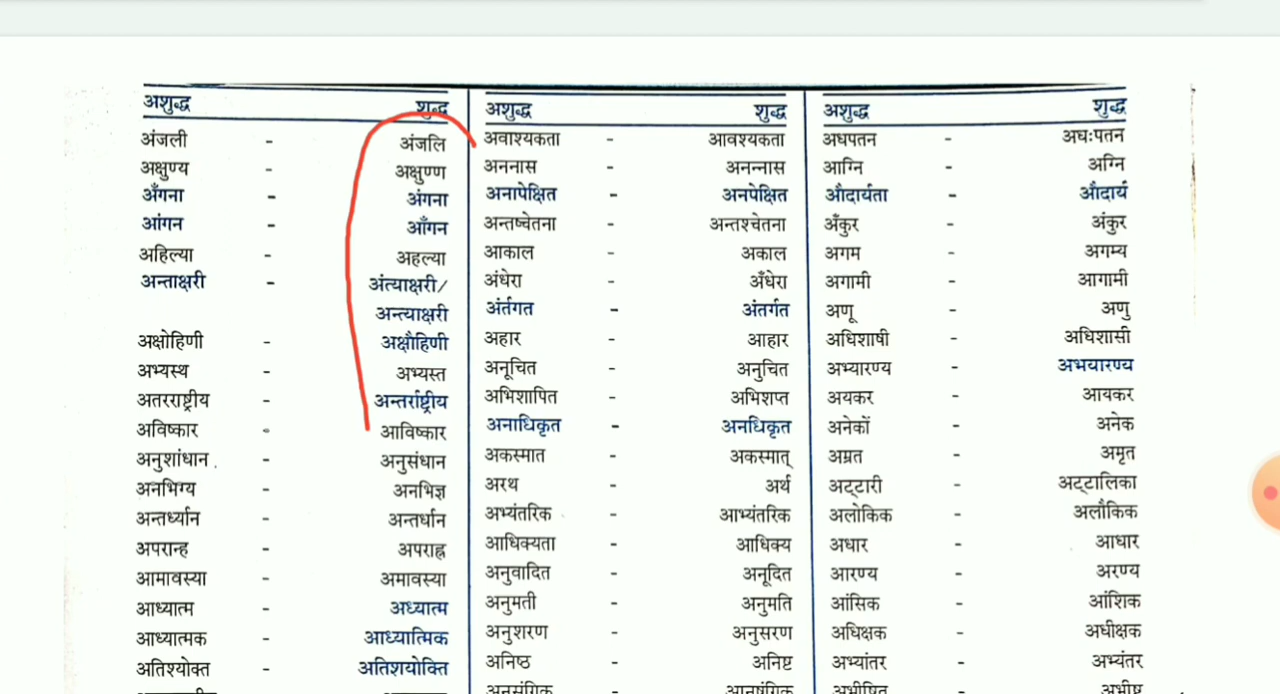 अशुद्ध शुद्ध
अंजली - अंजलि
अक्षुण्य - अक्षुण्ण
अँगना - अंगना
आंगन - आँगन
अहिल्या - अहल्या
अन्ताक्षरी - अंत्याक्षरी/
अन्त्याक्षरी
अक्षोहिणी - अक्षौहिणी
अभ्यस्थ - अभ्यस्त
अतरराष्ट्रीय - अन्तर्राष्ट्रीय
अविष्कार - आविष्कार
अनुशांधान - अनुसंधान
अनभिग्य - अनभिज्ञ
अन्तर्ध्यान - अन्तर्धान
अपरान्ह - अपराह्न
आमावस्या - अमावस्या
आध्यात्म - अध्यात्म
आध्यात्मक - आध्यात्मिक
अतिश्योक्त - अतिशयोक्ति
अशुद्ध शुद्ध
अवाश्यकता - आवश्यकता
अननास - अनन्नास
अनापेक्षित - अनपेक्षित
अन्तष्चेतना - अन्तश्चेतना
आकाल - अकाल
अंधेरा - अँधेरा
अंर्तगत - अंतर्गत
अहार - आहार
अनूचित - अनुचित
अभिशापित - अभिशप्त
अनाधिकृत - अनधिकृत
अकस्मात - अकस्मात्
अरथ - अर्थ
अभ्यंतरिक - आभ्यंतरिक
आधिक्यता - आधिक्य
अनुवादित - अनूदित
अनुमती - अनुमति
अनुशरण - अनुसरण
अनिष्ठ - अनिष्ट
अनुसंगिक - आनुषंगिक
अशुद्ध शुद्ध
अधपतन - अधःपतन
आग्नि - अग्नि
औदार्यता - औदार्य
अँकुर - अंकुर
अगम - अगम्य
अगामी - आगामी
अणू - अणु
अधिशाषी - अधिशासी
अभ्यारण्य - अभयारण्य
अयकर - आयकर
अनेकों - अनेक
अम्रत - अमृत
अट्टारी - अट्टालिका
अलोकिक - अलौकिक
अधार - आधार
आरण्य - अरण्य
आंसिक - आंशिक
अधिक्षक - अधीक्षक
अभ्यांतर - अभ्यंतर
अभीषित - अभीष्ट